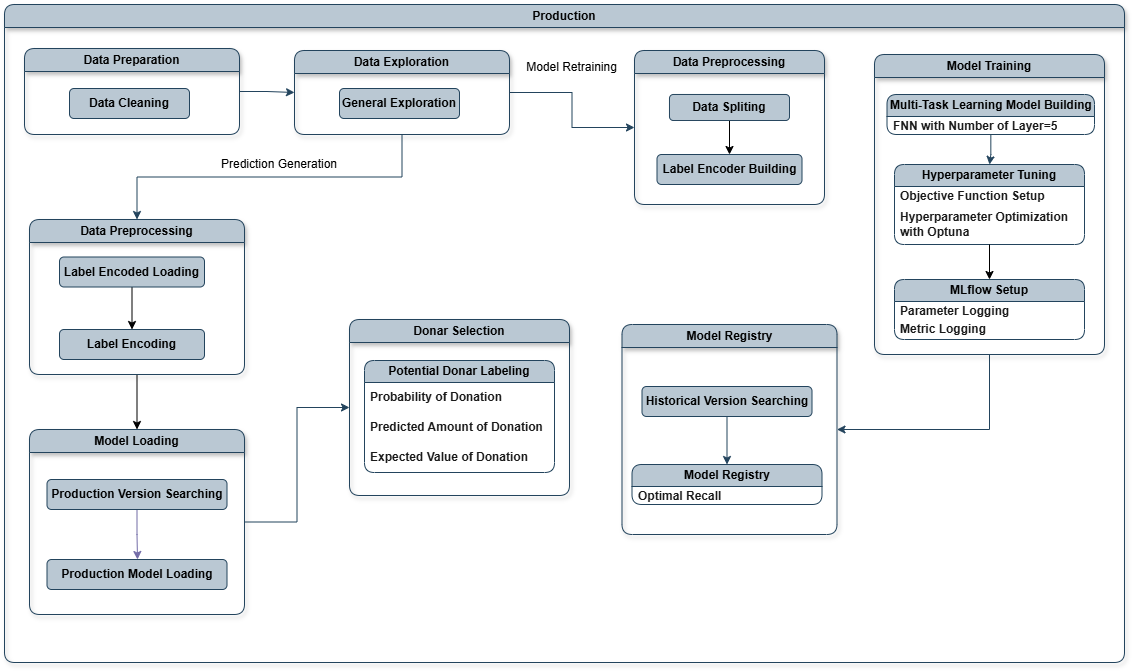 Production
Data Preparation
Data Cleaning
Data Exploration
General Exploration
Model Retraining
Data Preprocessing
Data Spliting
Label Encoder Building
Model Training
Multi-Task Learning Model Building
FNN with Number of Layer=5
Hyperparameter Tuning
Objective Function Setup
Hyperparameter Optimization
with Optuna
MLflow Setup
Parameter Logging
Metric Logging
Prediction Generation
Data Preprocessing
Label Encoded Loading
Label Encoding
Model Loading
Production Version Searching
Production Model Loading
Donar Selection
Potential Donar Labeling
Probability of Donation
Predicted Amount of Donation
Expected Value of Donation
Model Registry
Historical Version Searching
Model Registry
Optimal Recall